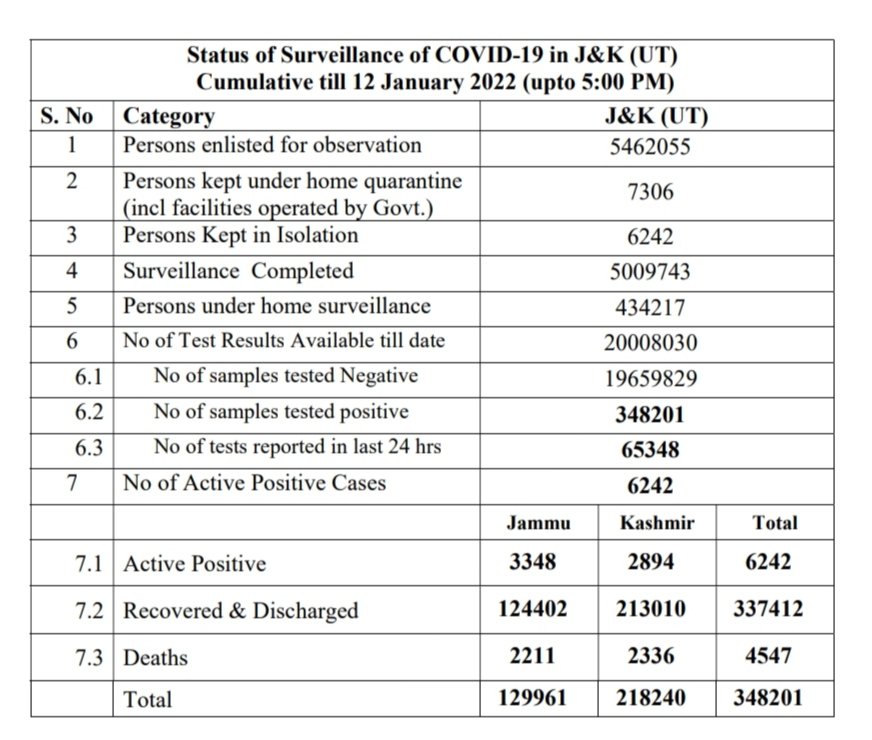 Status of Surveillance of COVID-19 in J&K (UT)
Cumulative till 12 January 2022 (upto 5:00 PM)
S. No Category J&K (UT)
1 Persons enlisted for observation 5462055
2 Persons kept under home quarantine
(incl facilities operated by Govt.) 7306
3 Persons Kept in Isolation 6242
4 Surveillance Completed 5009743
5 Persons under home surveillance 434217
6 No of Test Results Available till date 20008030
6.1 No of samples tested Negative 19659829
6.2 No of samples tested positive 348201
6.3 No of tests reported in last 24 hrs 65348
7 No of Active Positive Cases 6242
Jammu Kashmir Total
7.1 Active Positive 3348 2894 6242
7.2 Recovered & Discharged 124402 213010 337412
7.3 Deaths 2211 2336 4547
Total 129961 218240 348201